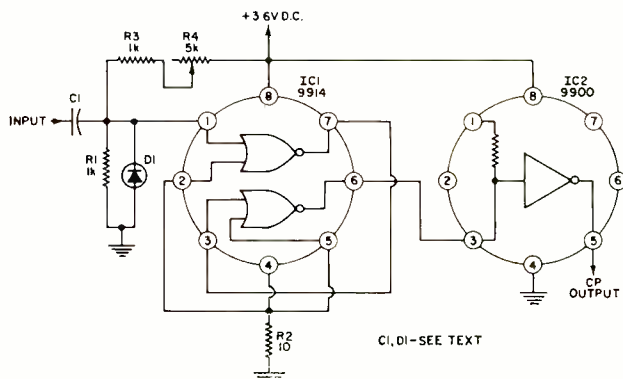 +3.6V D.C.
R3
1k
R4
5k
IC1
9914
IC2
9900
C1
INPUT
8
8
1
7
1
7
R1
1k
D1
2
6
2
6
3
5
3
5
4
4
CP
OUTPUT
R2
10
C1, D1-SEE TEXT